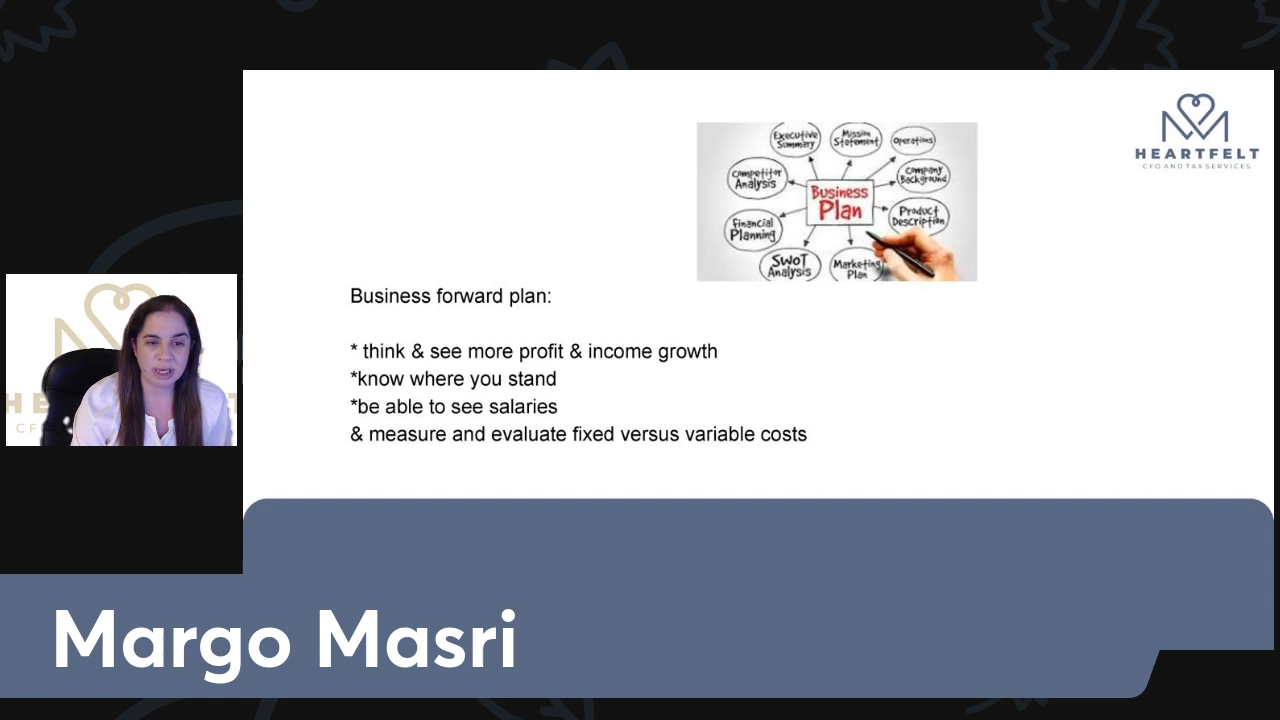 HEARTFELT
CFO AND TAX SERVICES
Executive
Summary
Mission
Statement
Operations
Competitor
Analysis
Company
Background
Business
Plan
Financial
Planning
Product
Description
SWOT
Analysis
Marketing
Plan
Business forward plan:
* think & see more profit & income growth
*know where you stand
*be able to see salaries
& measure and evaluate fixed versus variable costs
HE
CF
Margo Masri